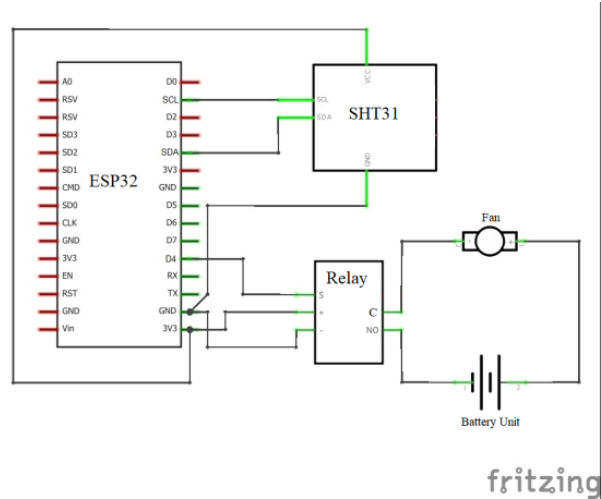 A0 D0
RSV SCL
RSV D2
SD3 D3
SD2 SDA
SD1 3V3
CMD GND
SD0 D5
CLK D6
GND D7
3V3 D4
EN RX
RST TX
GND GND
Vin 3V3
ESP32
VCC
SCL
SDA
GND
SHT31
Relay
S
+
-
C
NO
Fan
Battery Unit
fritzing